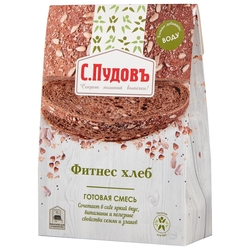 ВОДУ
С.ПУДОВЪ
Фитнес хлеб
ГОТОВАЯ СМЕСЬ
Сочетает в себе яркий вкус,
витамины и полезные
свойства семян и злаков